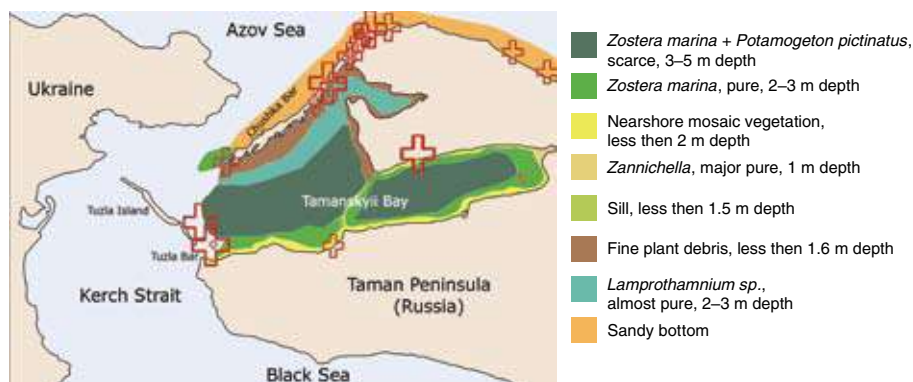 Azov Sea
Ukraine
Chushka Bar
Tamanskyii Bay
Tuzla Island
Tuzla Bar
Kerch Strait
Taman Peninsula
(Russia)
Black Sea
Zostera marina + Potamogeton pictinatus,
scarce, 3–5 m depth
Zostera marina, pure, 2–3 m depth
Nearshore mosaic vegetation,
less then 2 m depth
Zannichella, major pure, 1 m depth
Sill, less then 1.5 m depth
Fine plant debris, less then 1.6 m depth
Lamprothamnium sp.,
almost pure, 2–3 m depth
Sandy bottom